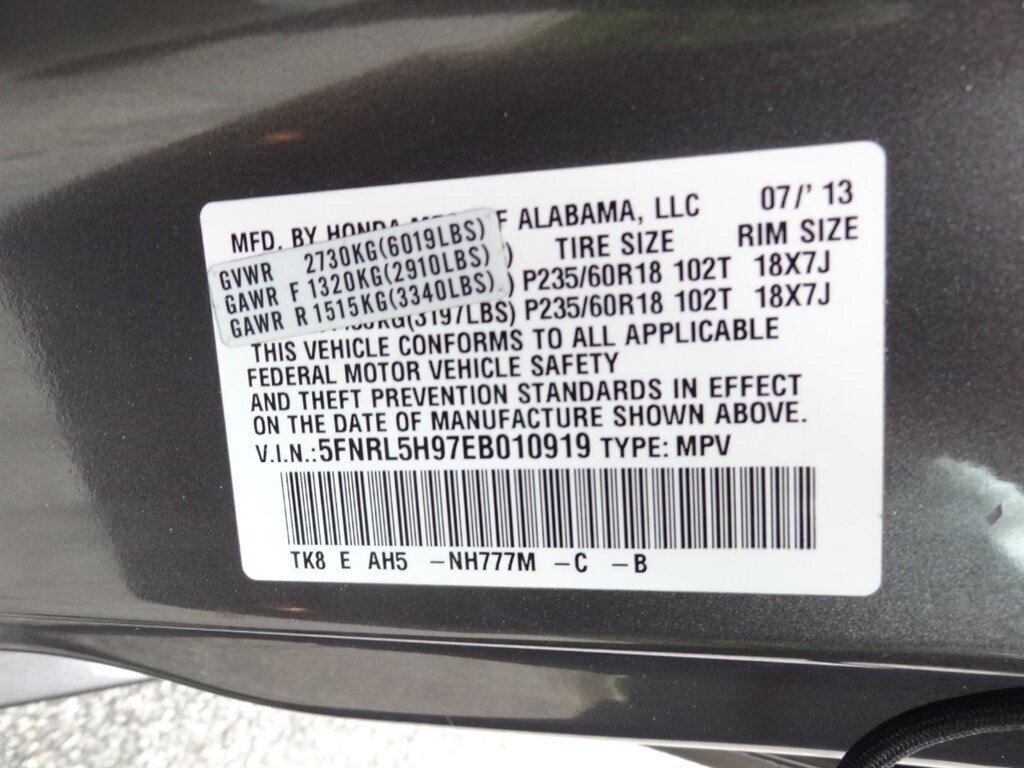 MFD. BY HONDA OF ALABAMA, LLC 07/'13
TIRE SIZE RIM SIZE
GVWR 2730KG(6019LBS)
GAWR F 1320KG(2910LBS) P235/60R18 102T 18X7J
GAWR R 1515KG(3340LBS) P235/60R18 102T 18X7J
(3197LBS)
THIS VEHICLE CONFORMS TO ALL APPLICABLE
FEDERAL MOTOR VEHICLE SAFETY
AND THEFT PREVENTION STANDARDS IN EFFECT
ON THE DATE OF MANUFACTURE SHOWN ABOVE.
V.I.N.:5FNRL5H97EB010919 TYPE: MPV
TK8 E AH5 -NH777M -C -B